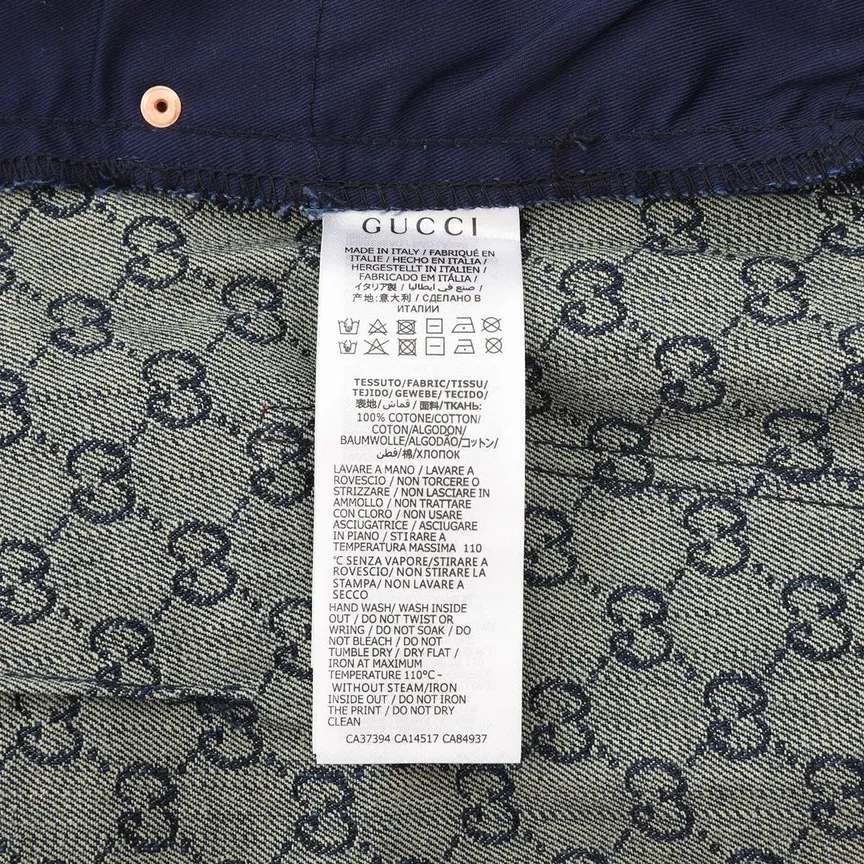 GUCCI
MADE IN ITALY / FABRIQUÉ EN
ITALIE / HECHO EN ITALIA /
HERGESTELLT IN ITALIEN /
FABRICADO EM ITÁLIA /
イタリア製 / صنع في ايطاليا /
产地:意大利 / СДЕЛАНО В
ИТАЛИИ
TESSUTO/FABRIC/TISSU/
TEJIDO/ GEWEBE/ TECIDO/
表地/ قماش/ 面料/ТКАНЬ:
100% COTONE/COTTON/
COTON/ALGODON/
BAUMWOLLE/ALGODÃO/コットン/
قطن/棉/ХЛОПОК
LAVARE A MANO / LAVARE A
ROVESCIO / NON TORCERE O
STRIZZARE / NON LASCIARE IN
AMMOLLO / NON TRATTARE
CON CLORO / NON USARE
ASCIUGATRICE / ASCIUGARE
IN PIANO / STIRARE A
TEMPERATURA MASSIMA 110
°C SENZA VAPORE/STIRARE A
ROVESCIO/ NON STIRARE LA
STAMPA/ NON LAVARE A
SECCO
HAND WASH/ WASH INSIDE
OUT / DO NOT TWIST OR
WRING / DO NOT SOAK / DO
NOT BLEACH / DO NOT
TUMBLE DRY / DRY FLAT /
IRON AT MAXIMUM
TEMPERATURE 110°C -
WITHOUT STEAM/IRON
INSIDE OUT / DO NOT IRON
THE PRINT / DO NOT DRY
CLEAN
CA37394 CA14517 CA84937